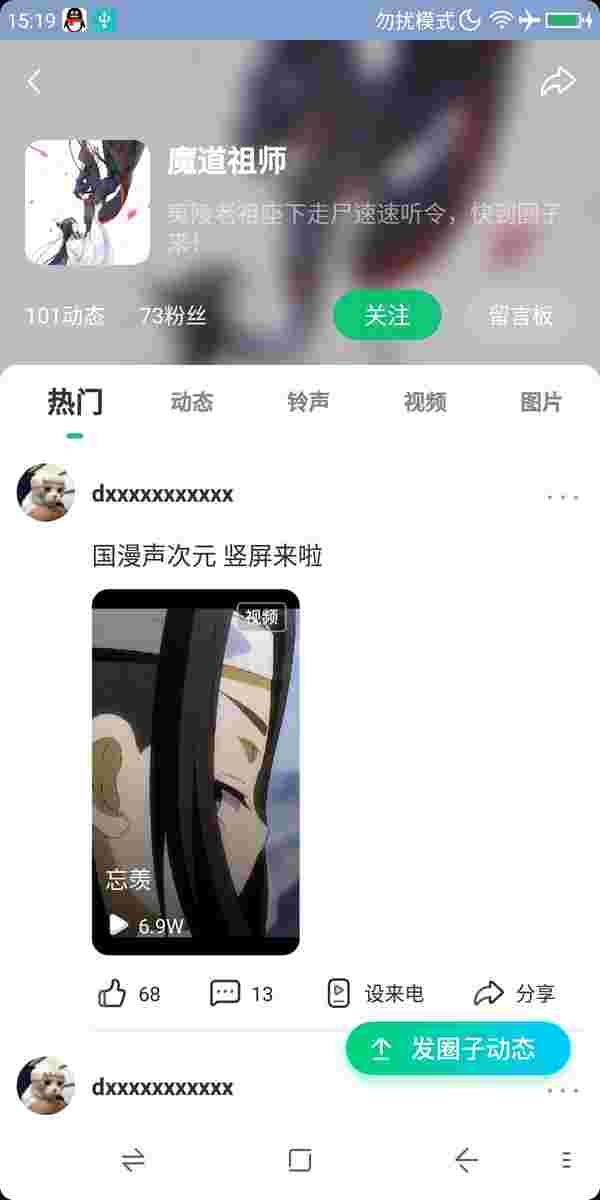 15:19 勿扰模式
魔道祖师
夷陵老祖座下走尸速速听令，快到圈子
来！
101动态 73粉丝 关注 留言板
热门 动态 铃声 视频 图片
dxxxxxxxxxxx
国漫声次元 竖屏来啦
视频
忘羡
6.9W
68 13 设来电 分享
发圈子动态
dxxxxxxxxxxx